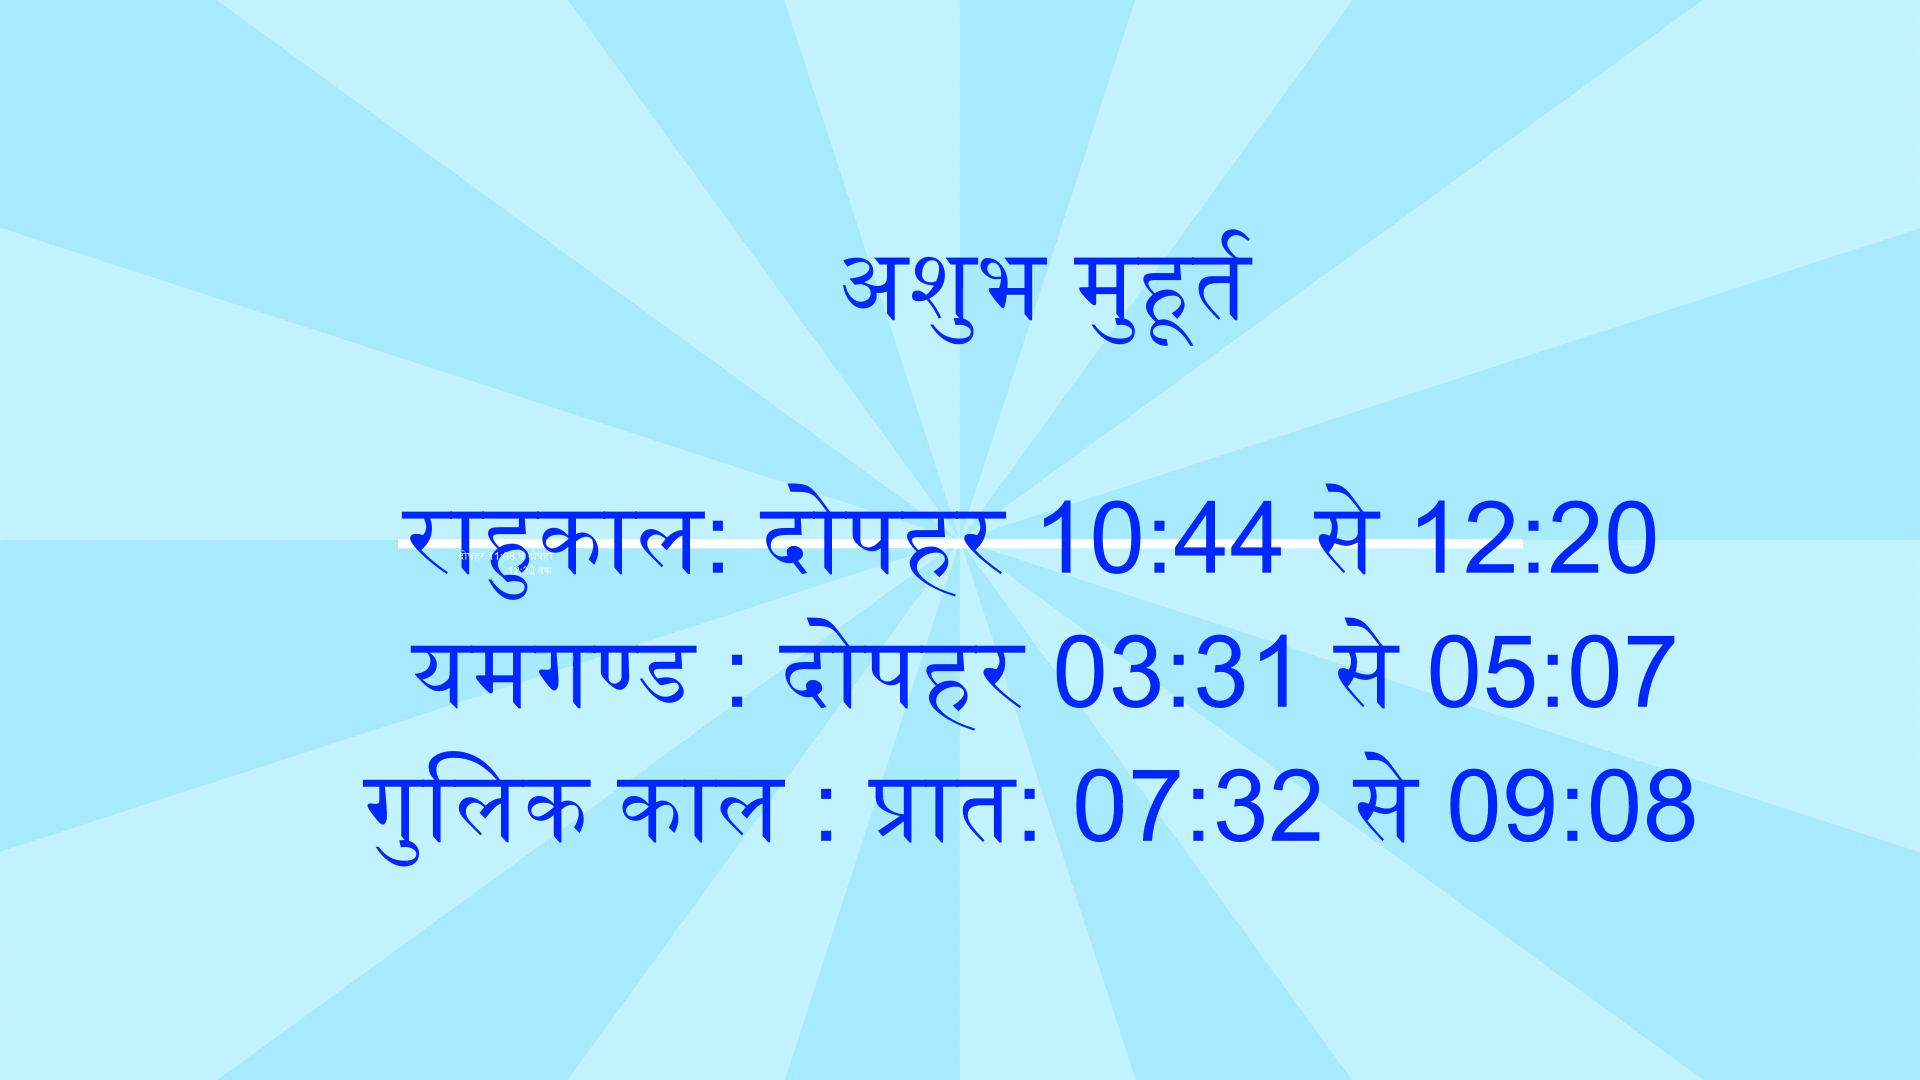 अशुभ मुहूर्त
राहुकाल: दोपहर 10:44 से 12:20
यमगण्ड : दोपहर 03:31 से 05:07
गुलिक काल : प्रात: 07:32 से 09:08